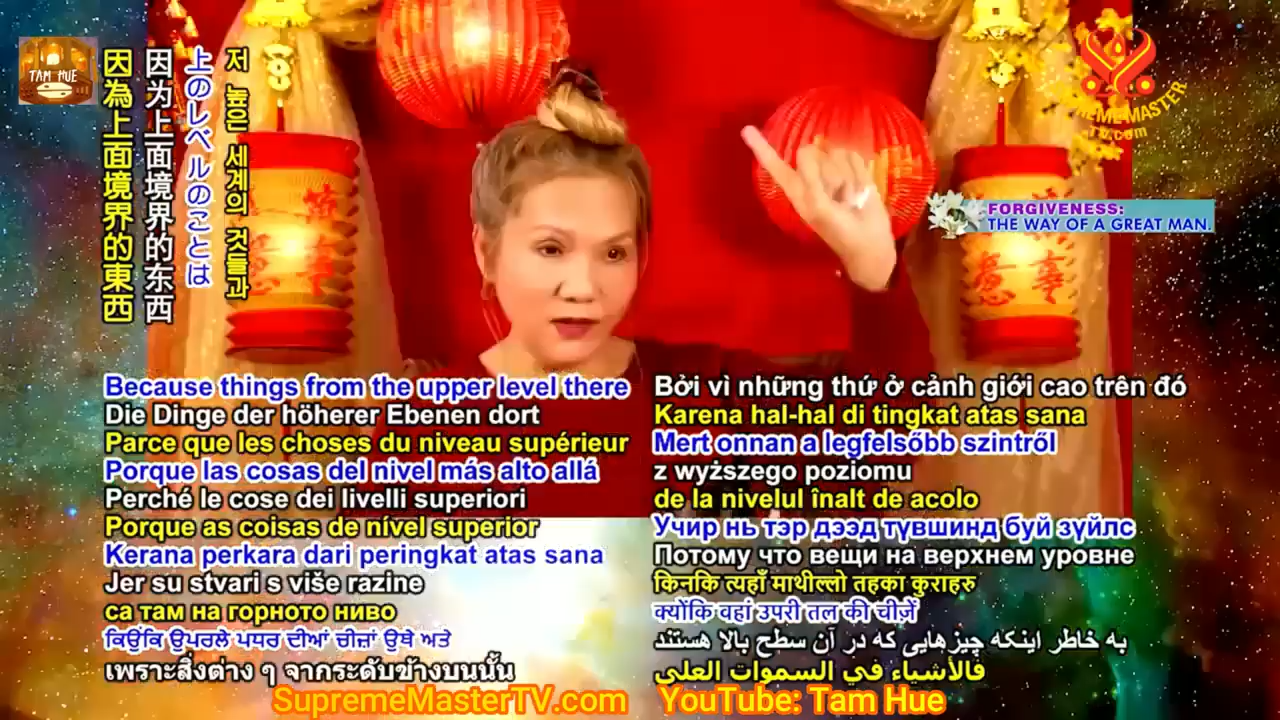 TAM HUE
因為上面境界的東西
因为上面境界的东西
上のレベルのことは
저 높은 세계의 것들과
SUPREME MASTER
TV.com
FORGIVENESS:
THE WAY OF A GREAT MAN.
Because things from the upper level there
Die Dinge der höherer Ebenen dort
Parce que les choses du niveau supérieur
Porque las cosas del nivel más alto allá
Perché le cose dei livelli superiori
Porque as coisas de nível superior
Kerana perkara dari peringkat atas sana
Jer su stvari s više razine
са там на горното ниво
ਕਿਉਂਕਿ ਉਪਰਲੇ ਪਧਰ ਦੀਆਂ ਚੀਜ਼ਾਂ ਉਥੇ ਅਤੇ
เพราะสิ่งต่าง ๆ จากระดับข้างบนนั้น
Bởi vì những thứ ở cảnh giới cao trên đó
Karena hal-hal di tingkat atas sana
Mert onnan a legfelsőbb szintről
z wyższego poziomu
de la nivelul înalt de acolo
Учир нь тэр дээд түвшинд буй зүйлс
Потому что вещи на верхнем уровне
किनकि त्यहाँ माथील्लो तहका कुराहरु
क्योंकि वहां उपरी तल की चीज़ें
به خاطر اینکه چیزهایی که در آن سطح بالا هستند
فالأشياء في السموات العلى
SupremeMasterTV.com YouTube: Tam Hue